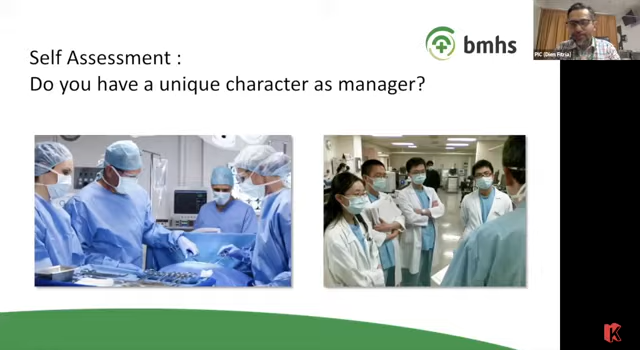 Self Assessment :
Do you have a unique character as manager?
bmhs
PIC (Dien Fitria)
K